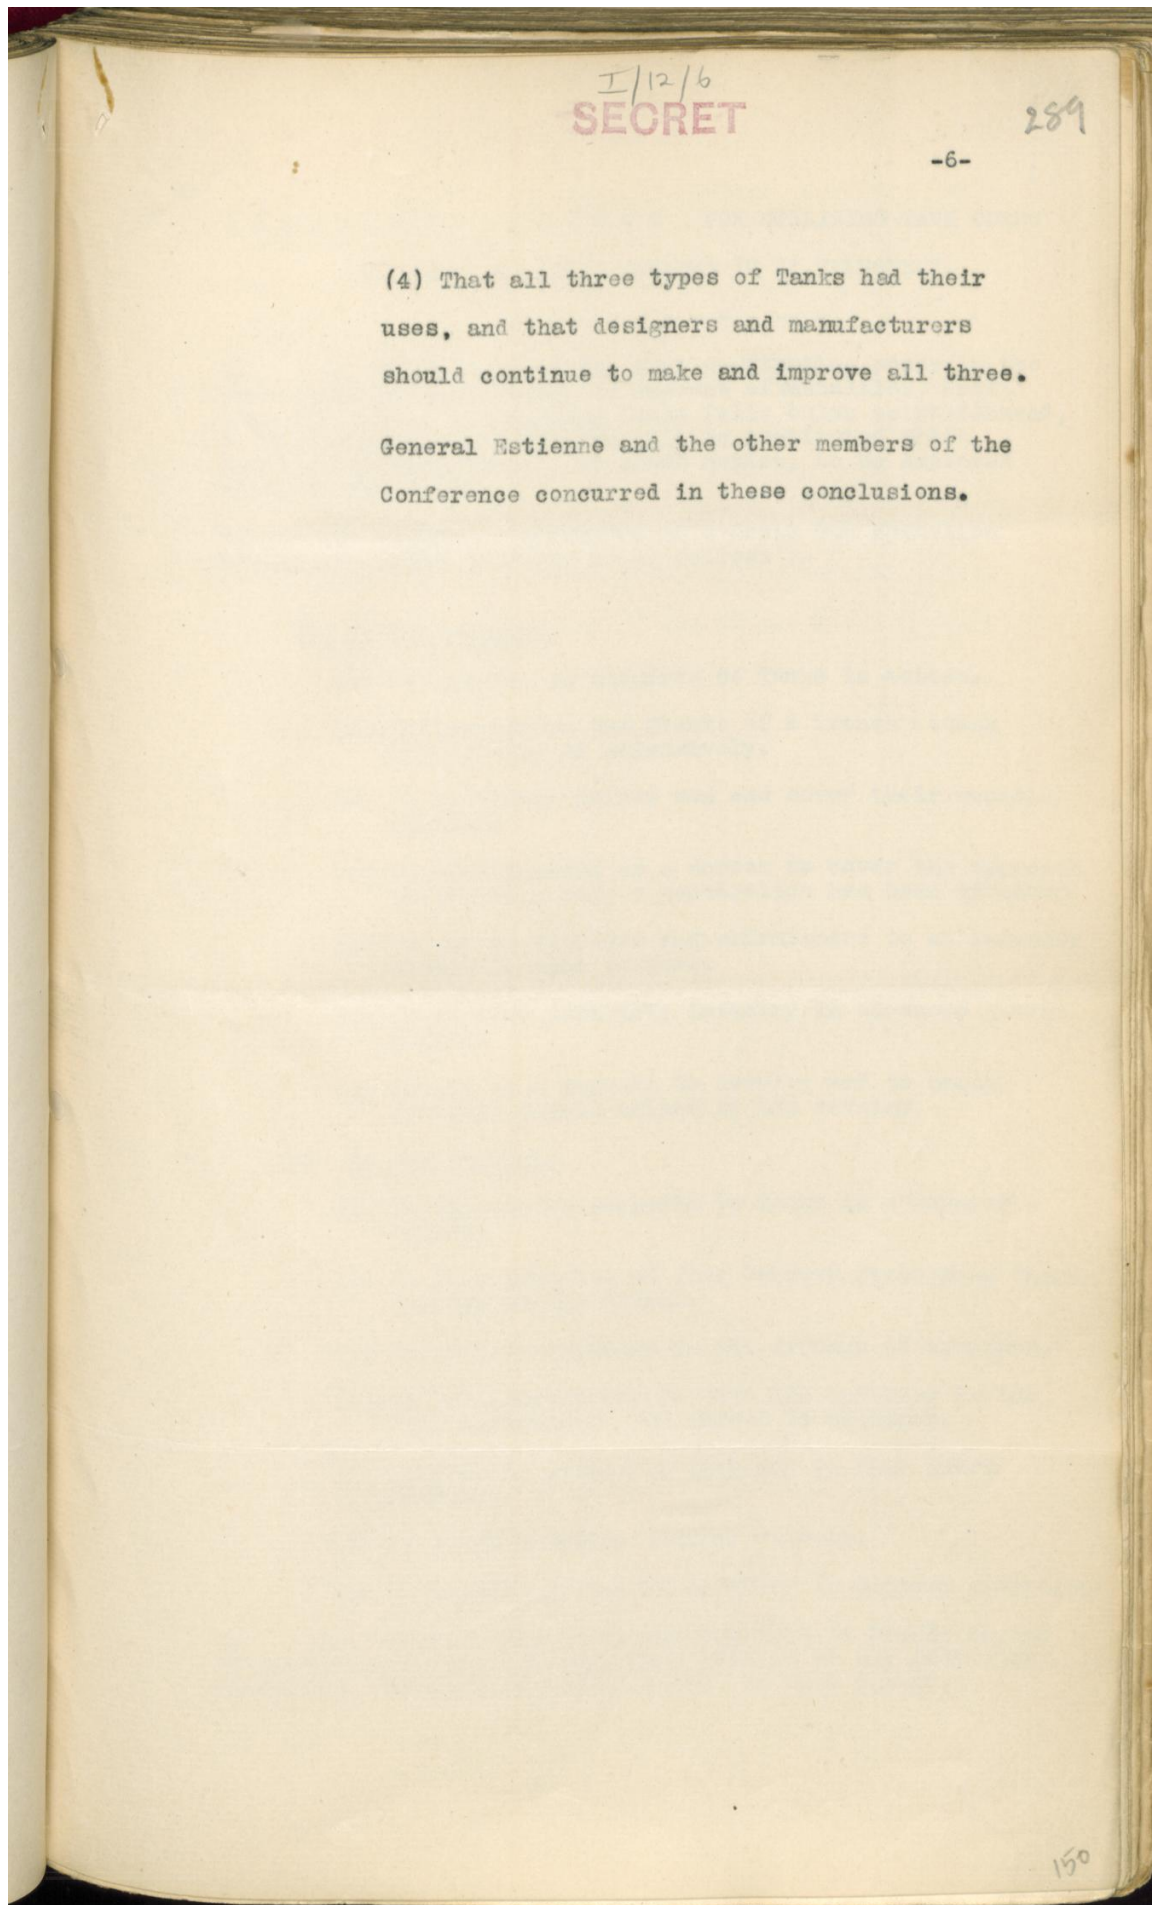 I/12/6
SECRET
289
-6-
(4) That all three types of Tanks had their
uses, and that designers and manufacturers
should continue to make and improve all three.
General Estienne and the other members of the
Conference concurred in these conclusions.
150